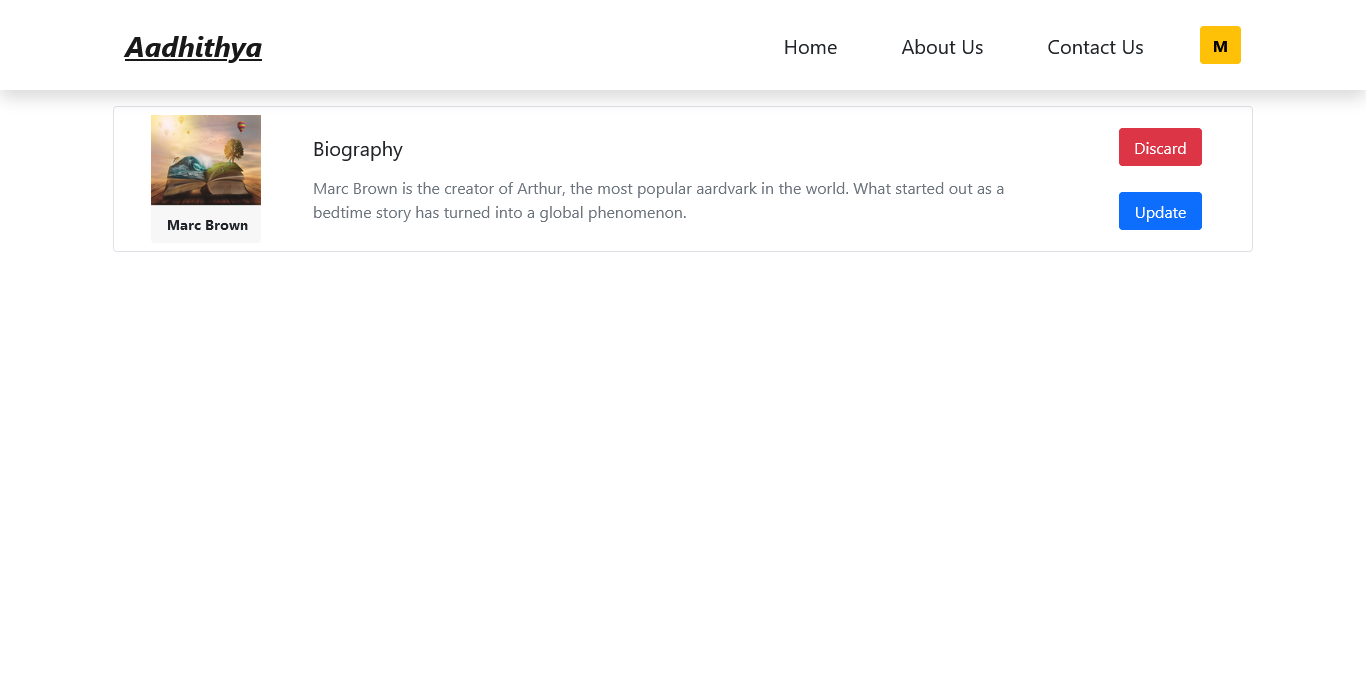 Aadhithya
Home
About Us
Contact Us
M
Biography
Marc Brown is the creator of Arthur, the most popular aardvark in the world. What started out as a
bedtime story has turned into a global phenomenon.
Marc Brown
Discard
Update